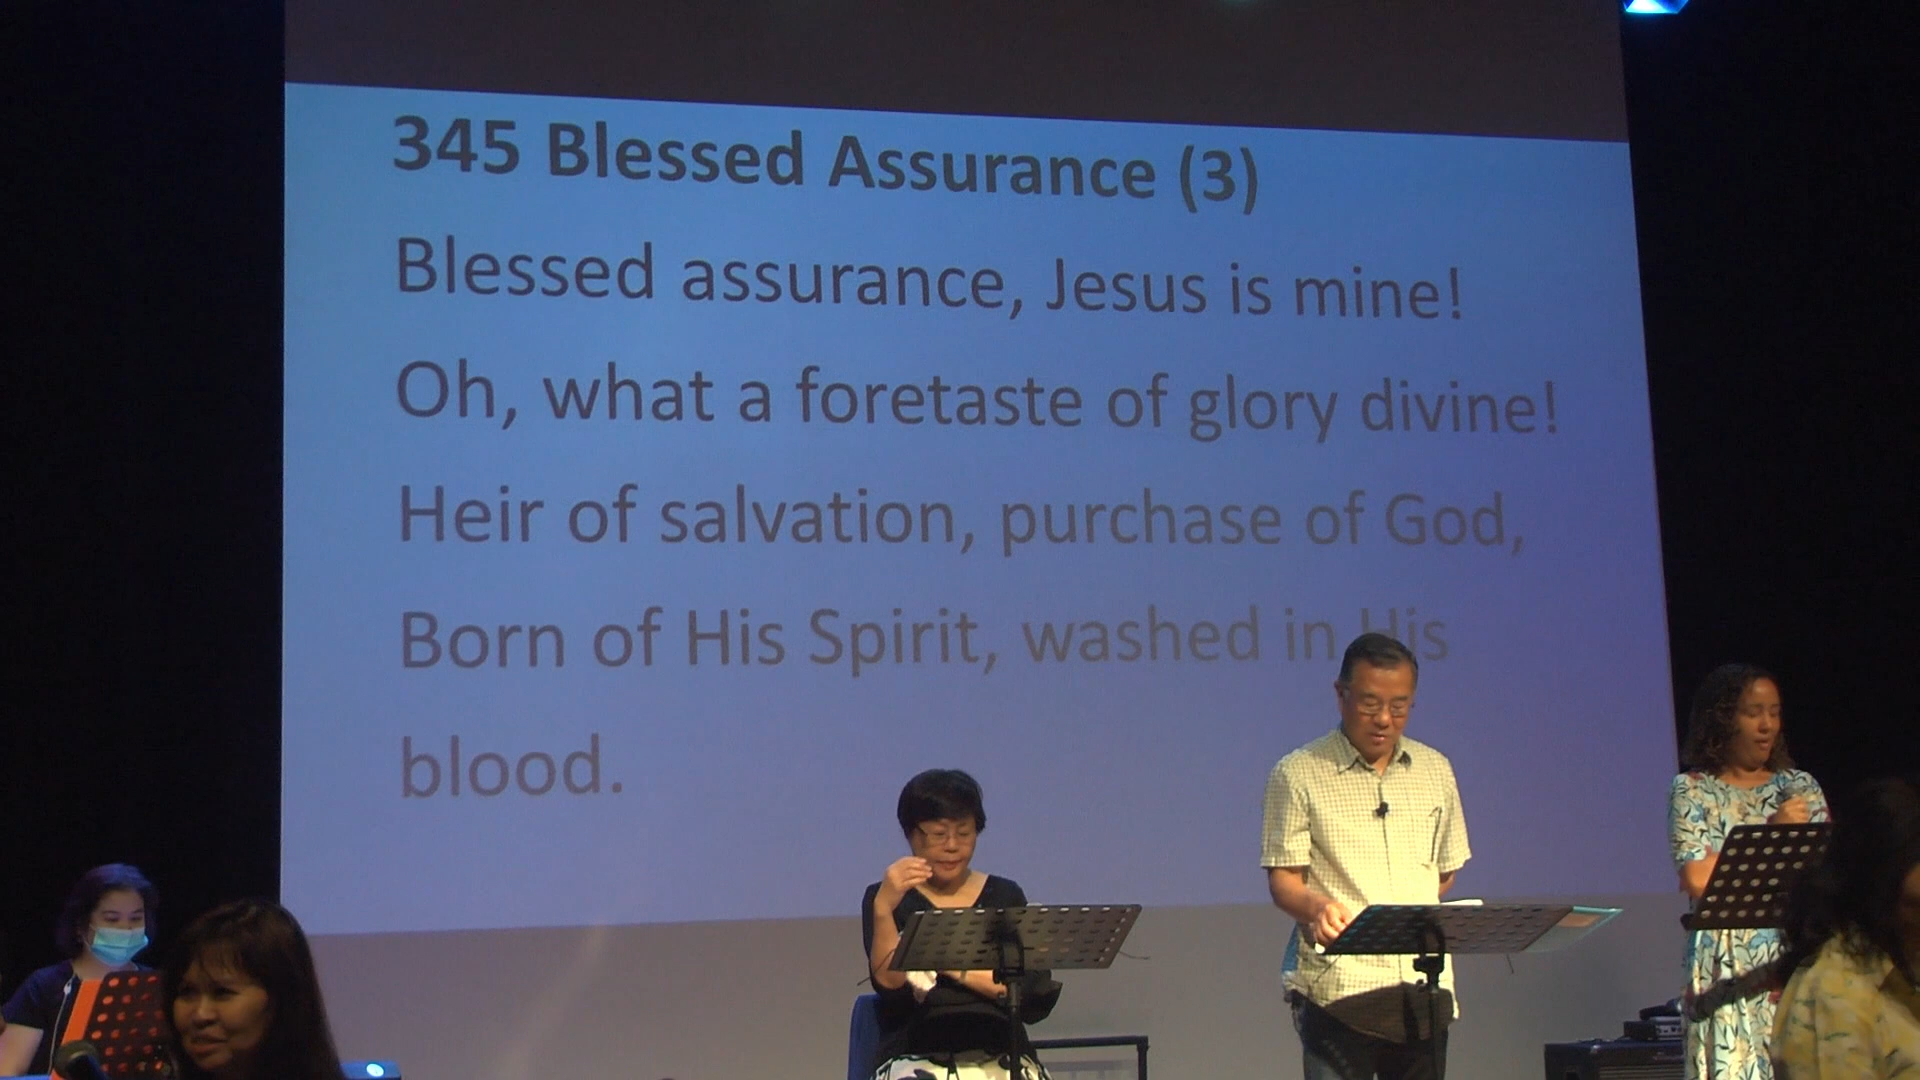 345 Blessed Assurance (3)
Blessed assurance, Jesus is mine!
Oh, what a foretaste of glory divine!
Heir of salvation, purchase of God,
Born of His Spirit, washed in His
blood.